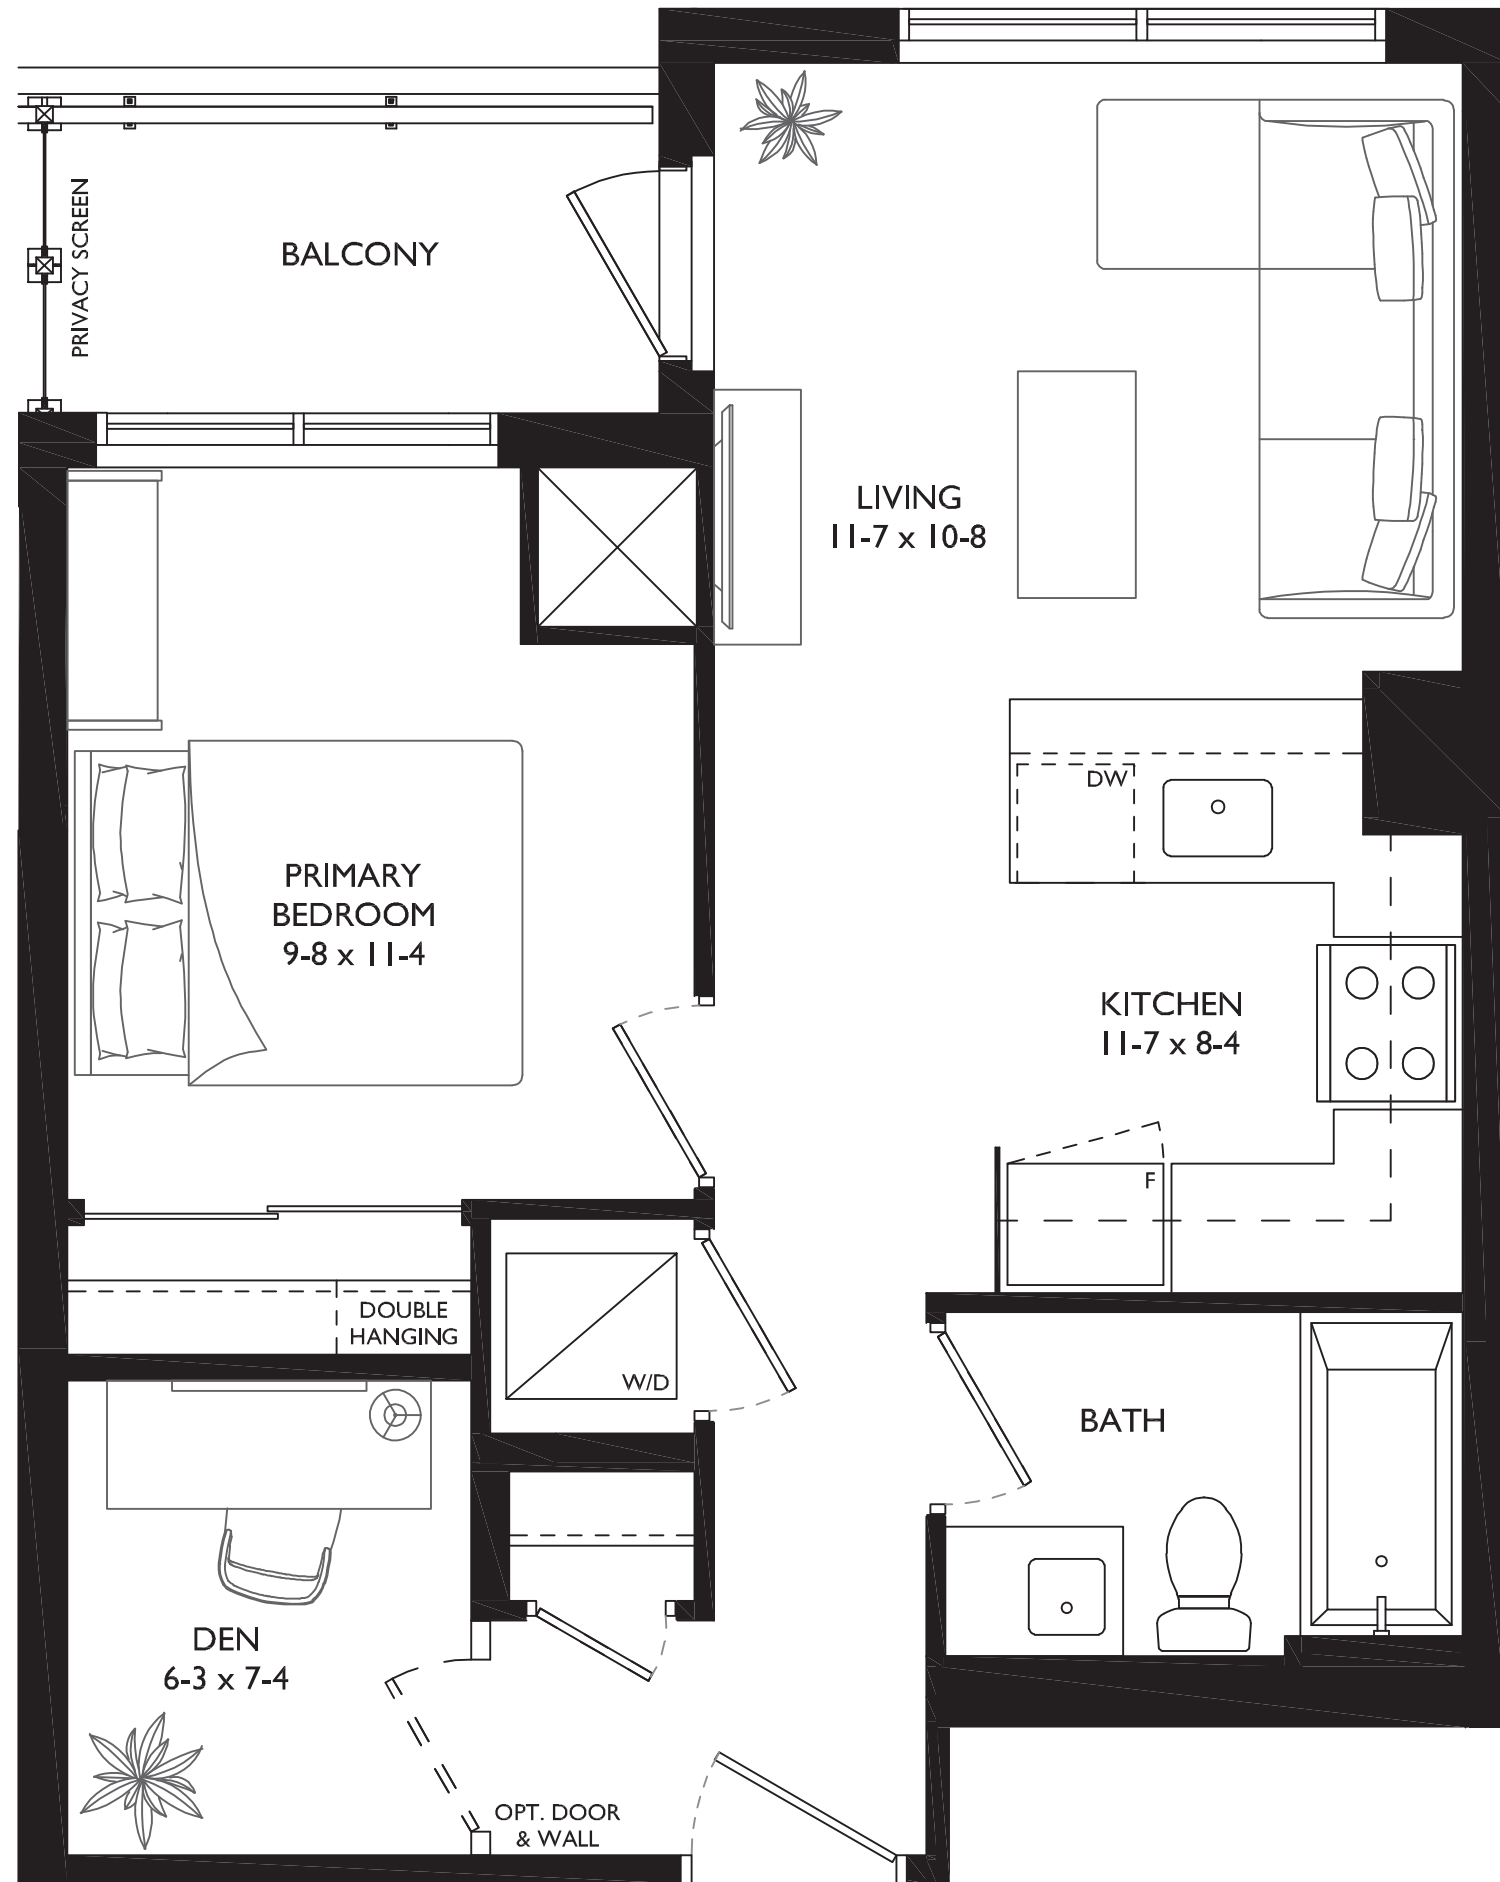 PRIVACY SCREEN
BALCONY
LIVING
11-7 x 10-8
DW
PRIMARY
BEDROOM
9-8 x 11-4
KITCHEN
11-7 x 8-4
F
DOUBLE
HANGING
W/D
BATH
DEN
6-3 x 7-4
OPT. DOOR
& WALL